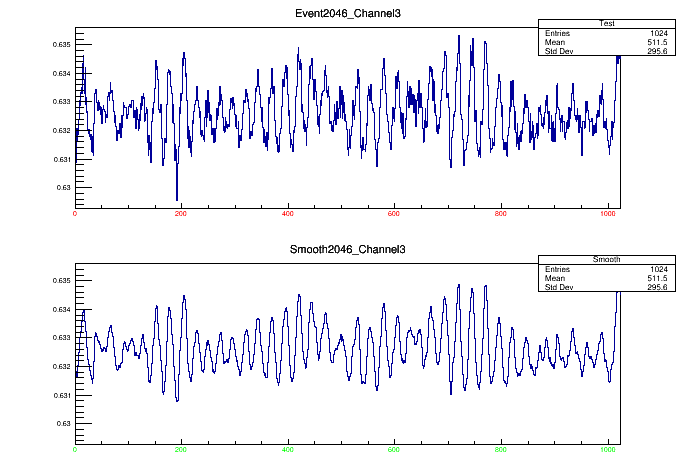 Event2046_Channel3
Test
Entries 1024
Mean 511.5
Std Dev 295.6
0.635
0.634
0.633
0.632
0.631
0.63
0 200 400 600 800 1000
Smooth2046_Channel3
Smooth
Entries 1024
Mean 511.5
Std Dev 295.6
0.635
0.634
0.633
0.632
0.631
0.63
0 200 400 600 800 1000